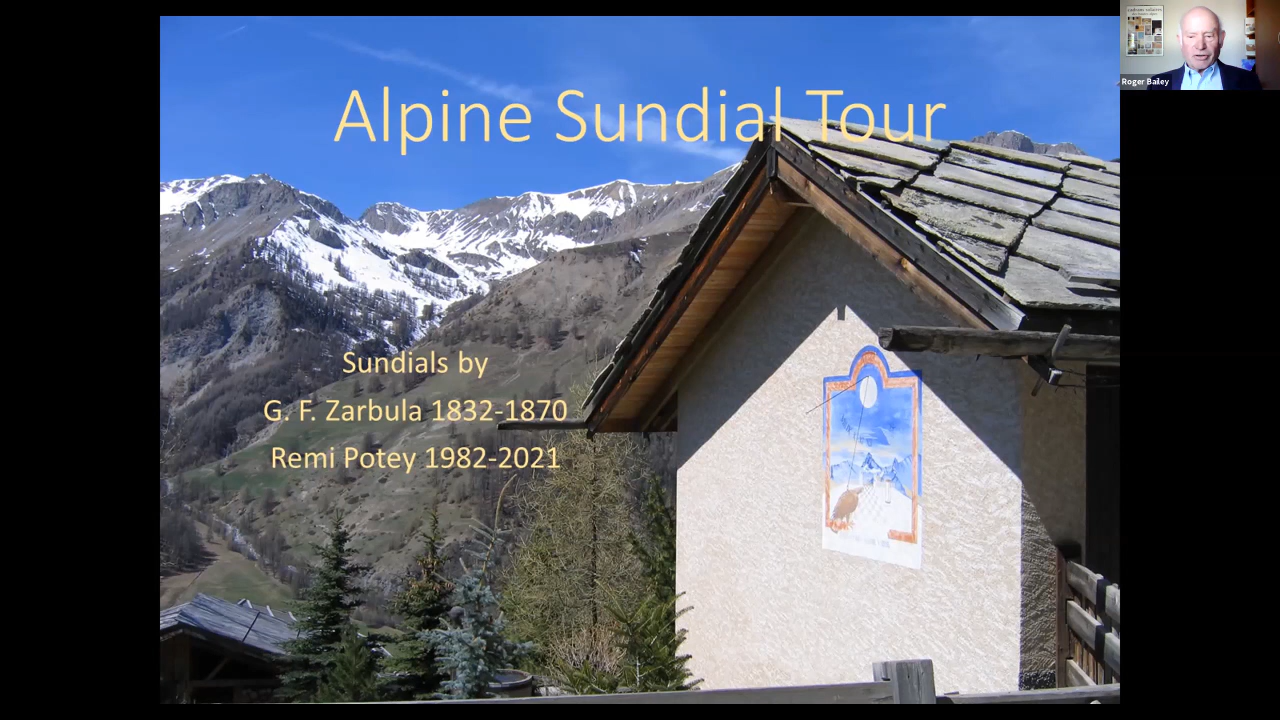 Alpine Sundial Tour
Sundials by
G. F. Zarbula 1832-1870
Remi Potey 1982-2021
Roger Bailey